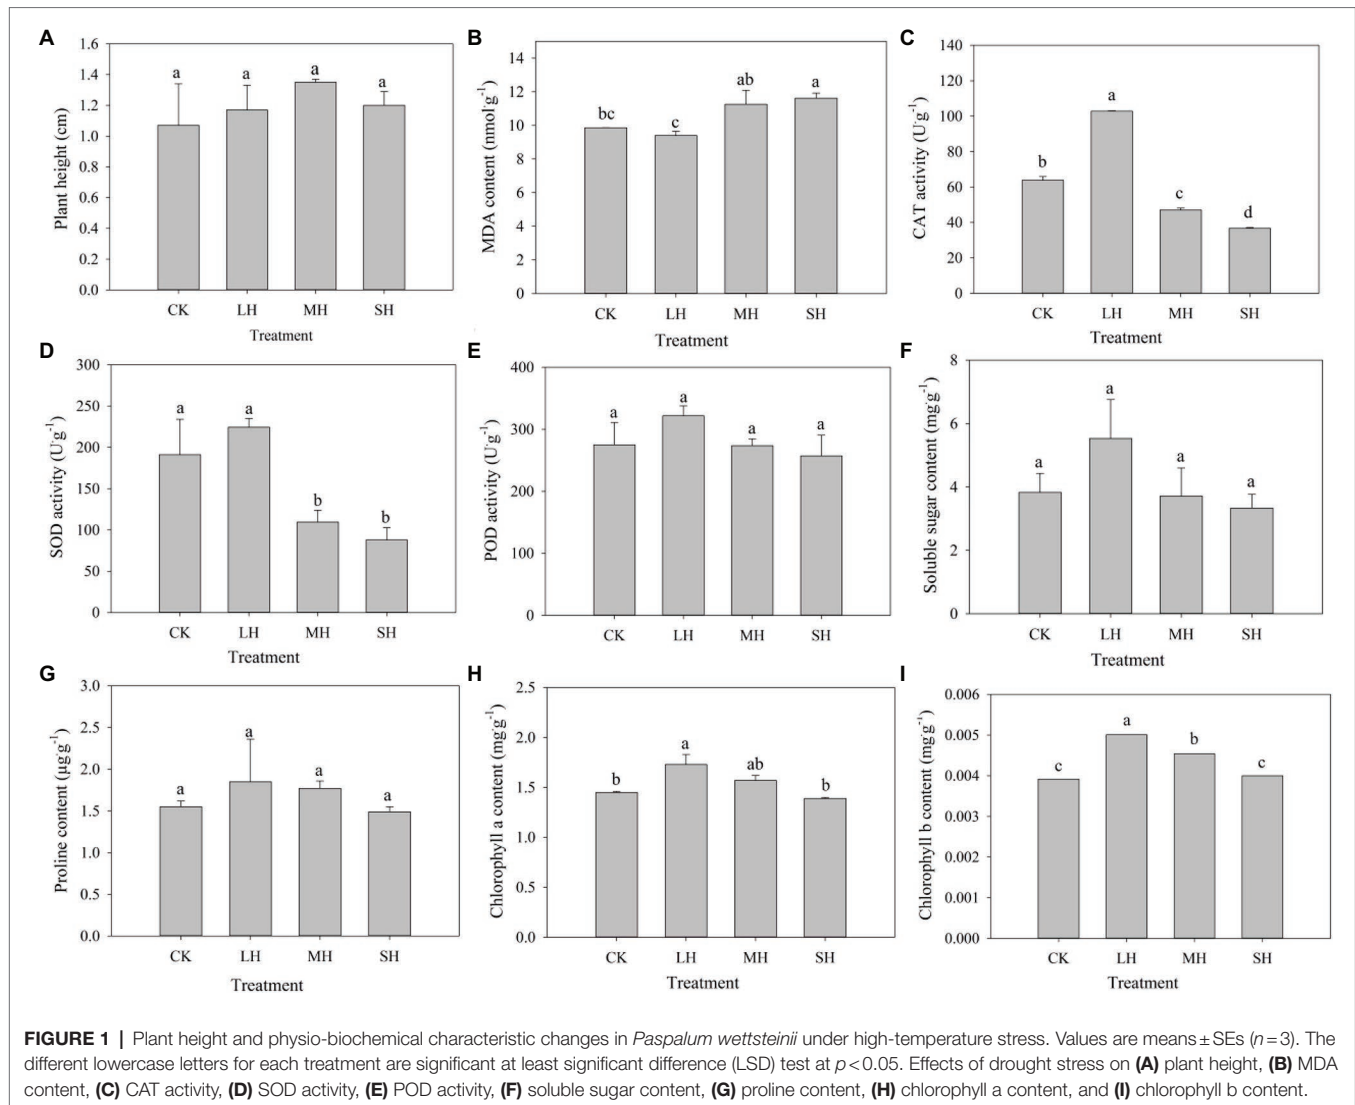 A
Plant height (cm)
1.6
1.4
1.2
1.0
0.8
0.6
0.4
0.2
0.0
a a a a
CK LH MH SH
Treatment
B
MDA content (nmol·g⁻¹)
14
12
10
8
6
4
2
0
bc c ab a
CK LH MH SH
Treatment
C
CAT activity (U·g⁻¹)
140
120
100
80
60
40
20
0
b a c d
CK LH MH SH
Treatment
D
SOD activity (U·g⁻¹)
300
250
200
150
100
50
0
a a b b
CK LH MH SH
Treatment
E
POD activity (U·g⁻¹)
400
300
200
100
0
a a a a
CK LH MH SH
Treatment
F
Soluble sugar content (mg·g⁻¹)
8
6
4
2
0
a a a a
CK LH MH SH
Treatment
G
Proline content (µg·g⁻¹)
3.0
2.5
2.0
1.5
1.0
0.5
0.0
a a a a
CK LH MH SH
Treatment
H
Chlorophyll a content (mg·g⁻¹)
2.5
2.0
1.5
1.0
0.5
0.0
b a ab b
CK LH MH SH
Treatment
I
Chlorophyll b content (mg·g⁻¹)
0.006
0.005
0.004
0.003
0.002
0.001
0.000
c a b c
CK LH MH SH
Treatment
FIGURE 1 | Plant height and physio-biochemical characteristic changes in Paspalum wettsteinii under high-temperature stress. Values are means ± SEs (n = 3). The
different lowercase letters for each treatment are significant at least significant difference (LSD) test at p < 0.05. Effects of drought stress on (A) plant height, (B) MDA
content, (C) CAT activity, (D) SOD activity, (E) POD activity, (F) soluble sugar content, (G) proline content, (H) chlorophyll a content, and (I) chlorophyll b content.